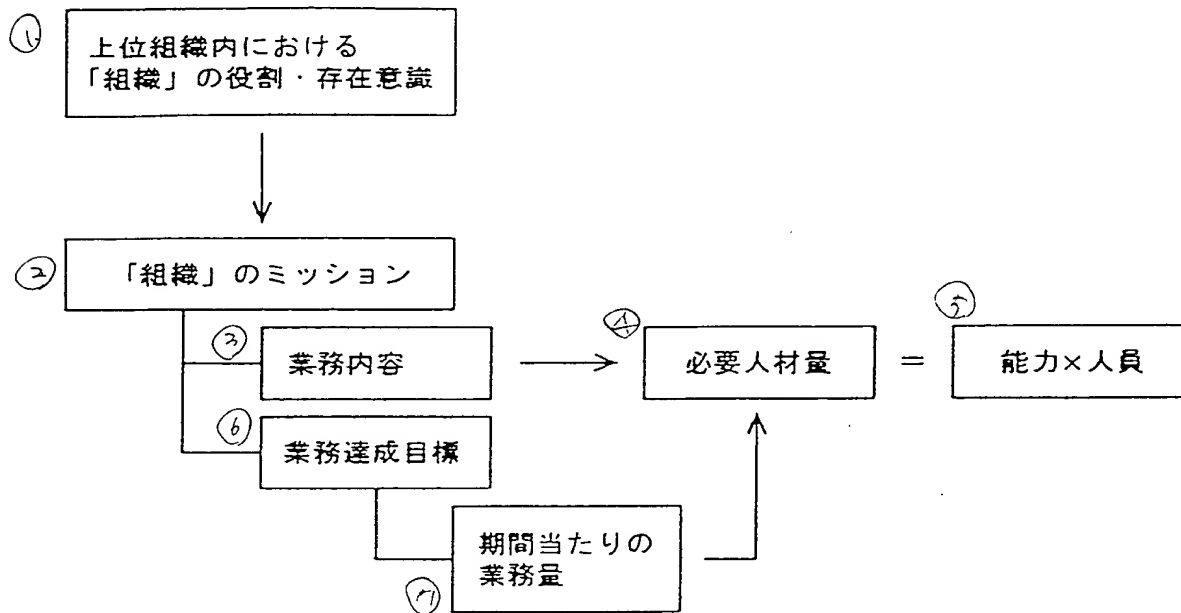 ①
上位組織内における
「組織」の役割・存在意識
②
「組織」のミッション
③
業務内容
④
必要人材量
=
⑤
能力×人員
⑥
業務達成目標
期間当たりの
業務量
⑦